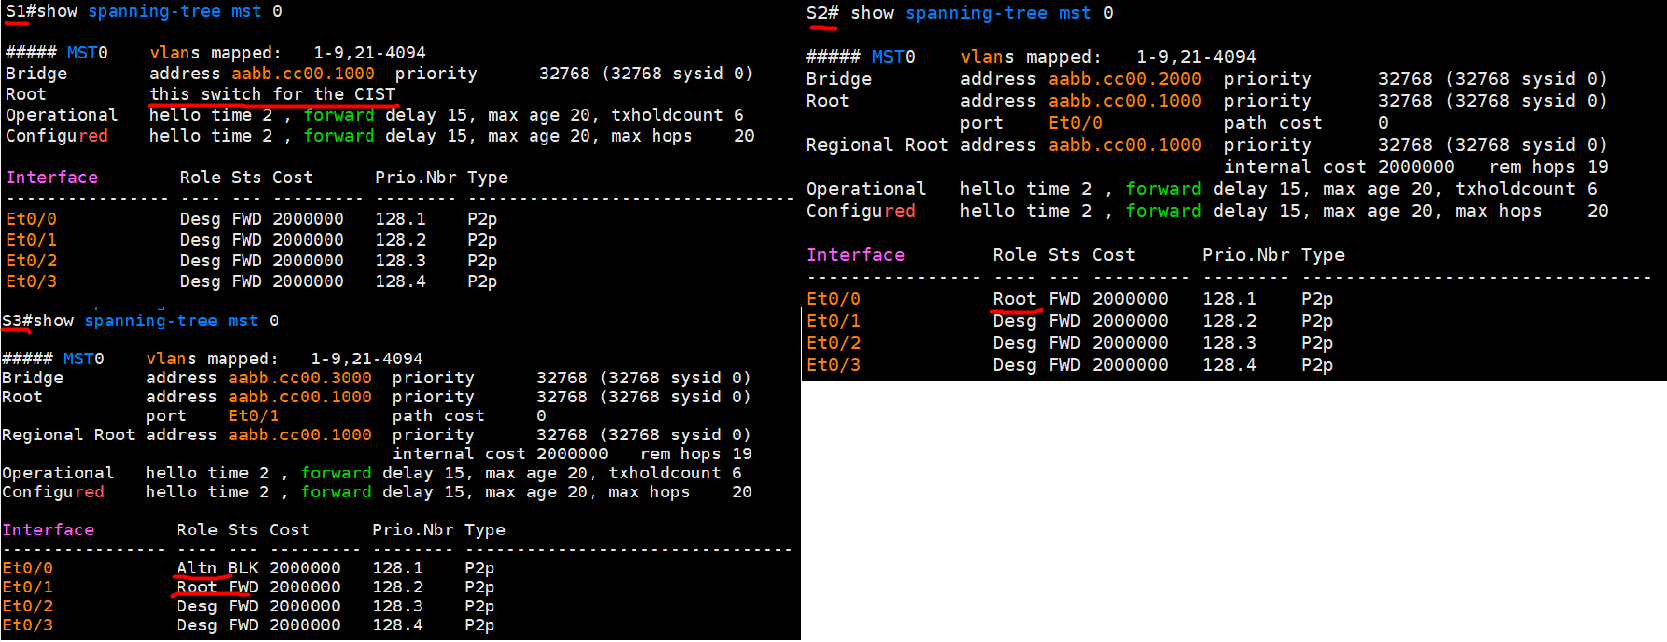 S1#show spanning-tree mst 0
##### MST0    vlans mapped:   1-9,21-4094
Bridge        address aabb.cc00.1000  priority      32768 (32768 sysid 0)
Root          this switch for the CIST
Operational   hello time 2 , forward delay 15, max age 20, txholdcount 6
Configured    hello time 2 , forward delay 15, max age 20, max hops    20
Interface        Role Sts Cost      Prio.Nbr Type
---------------- ---- --- --------- -------- --------------------------------
Et0/0            Desg FWD 2000000   128.1    P2p
Et0/1            Desg FWD 2000000   128.2    P2p
Et0/2            Desg FWD 2000000   128.3    P2p
Et0/3            Desg FWD 2000000   128.4    P2p
S3#show spanning-tree mst 0
##### MST0    vlans mapped:   1-9,21-4094
Bridge        address aabb.cc00.3000  priority      32768 (32768 sysid 0)
Root          address aabb.cc00.1000  priority      32768 (32768 sysid 0)
              port    Et0/1           path cost     0
Regional Root address aabb.cc00.1000  priority      32768 (32768 sysid 0)
                                      internal cost 2000000   rem hops 19
Operational   hello time 2 , forward delay 15, max age 20, txholdcount 6
Configured    hello time 2 , forward delay 15, max age 20, max hops    20
Interface        Role Sts Cost      Prio.Nbr Type
---------------- ---- --- --------- -------- --------------------------------
Et0/0            Altn BLK 2000000   128.1    P2p
Et0/1            Root FWD 2000000   128.2    P2p
Et0/2            Desg FWD 2000000   128.3    P2p
Et0/3            Desg FWD 2000000   128.4    P2p
S2# show spanning-tree mst 0
##### MST0    vlans mapped:   1-9,21-4094
Bridge        address aabb.cc00.2000  priority      32768 (32768 sysid 0)
Root          address aabb.cc00.1000  priority      32768 (32768 sysid 0)
              port    Et0/0           path cost     0
Regional Root address aabb.cc00.1000  priority      32768 (32768 sysid 0)
                                      internal cost 2000000   rem hops 19
Operational   hello time 2 , forward delay 15, max age 20, txholdcount 6
Configured    hello time 2 , forward delay 15, max age 20, max hops    20
Interface        Role Sts Cost      Prio.Nbr Type
---------------- ---- --- --------- -------- --------------------------------
Et0/0            Root FWD 2000000   128.1    P2p
Et0/1            Desg FWD 2000000   128.2    P2p
Et0/2            Desg FWD 2000000   128.3    P2p
Et0/3            Desg FWD 2000000   128.4    P2p